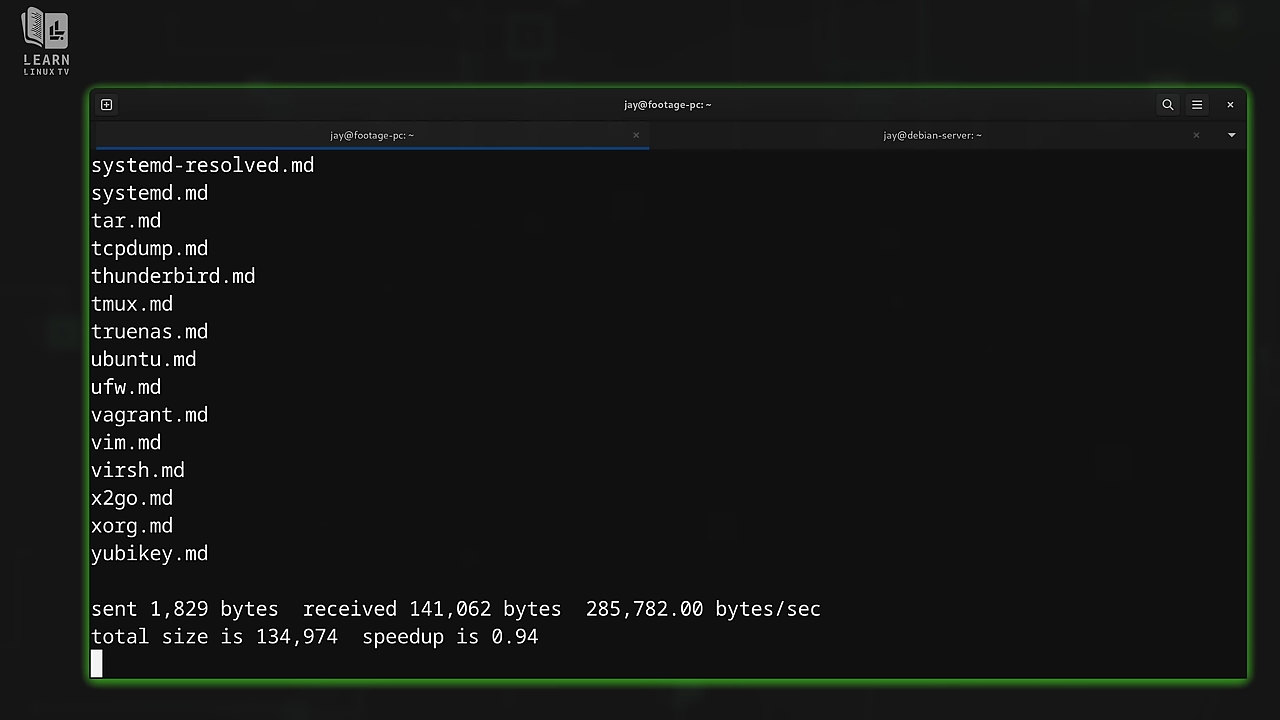 LEARN
LINUX TV
jay@footage-pc: ~
jay@footage-pc: ~
jay@debian-server: ~
systemd-resolved.md
systemd.md
tar.md
tcpdump.md
thunderbird.md
tmux.md
truenas.md
ubuntu.md
ufw.md
vagrant.md
vim.md
virsh.md
x2go.md
xorg.md
yubikey.md
sent 1,829 bytes  received 141,062 bytes  285,782.00 bytes/sec
total size is 134,974  speedup is 0.94